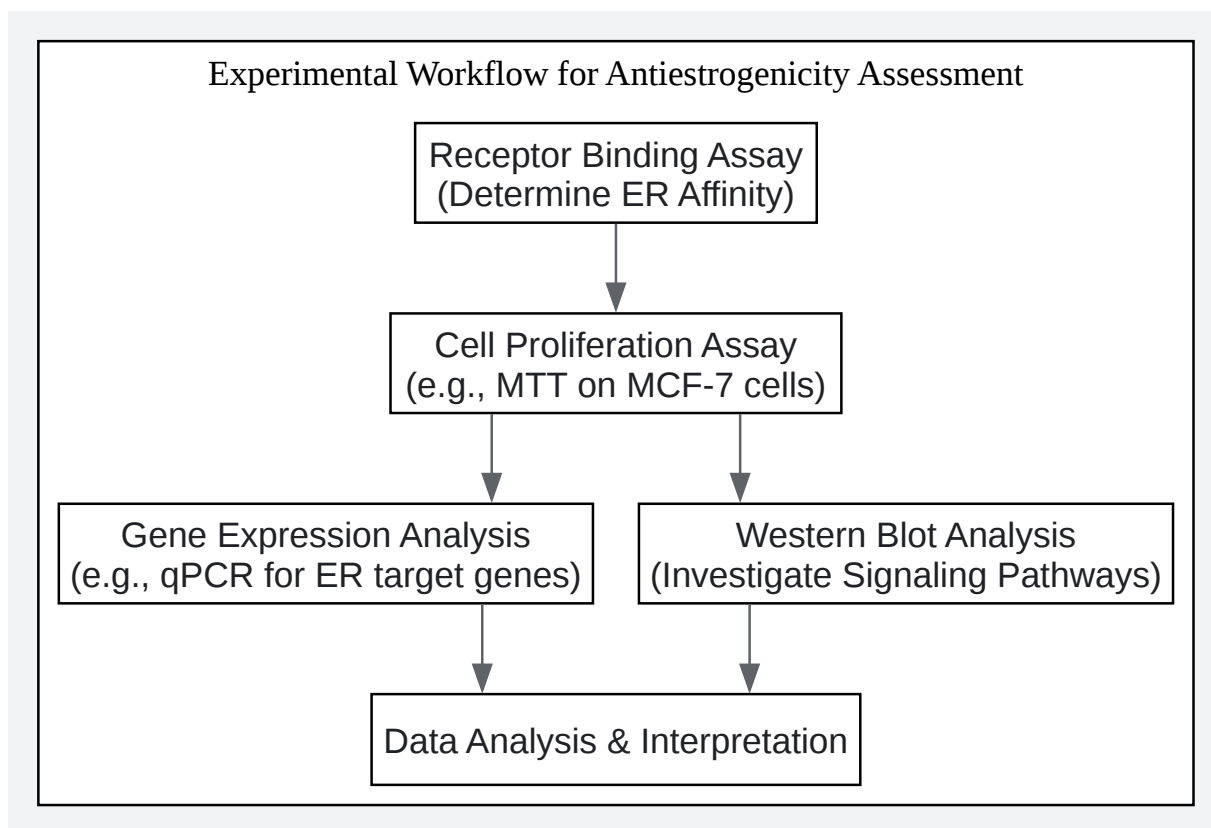 Experimental Workflow for Antiestrogenicity Assessment
Receptor Binding Assay
(Determine ER Affinity)
Cell Proliferation Assay
(e.g., MTT on MCF-7 cells)
Gene Expression Analysis
(e.g., qPCR for ER target genes)
Western Blot Analysis
(Investigate Signaling Pathways)
Data Analysis & Interpretation